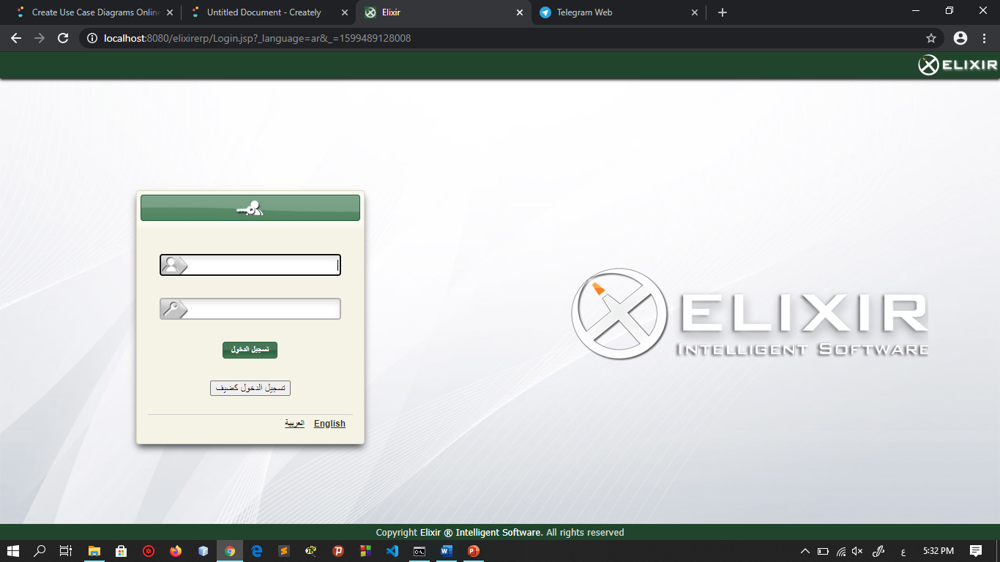 Create Use Case Diagrams Online
Untitled Document - Creately
Elixir
Telegram Web
localhost:8080/elixirerp/Login.jsp?_language=ar&_=1599489128008
ELIXIR
تسجيل الدخول
تسجيل الدخول كضيف
العربية English
ELIXIR
INTELLIGENT SOFTWARE
Copyright Elixir ® Intelligent Software. All rights reserved
ع 5:32 PM